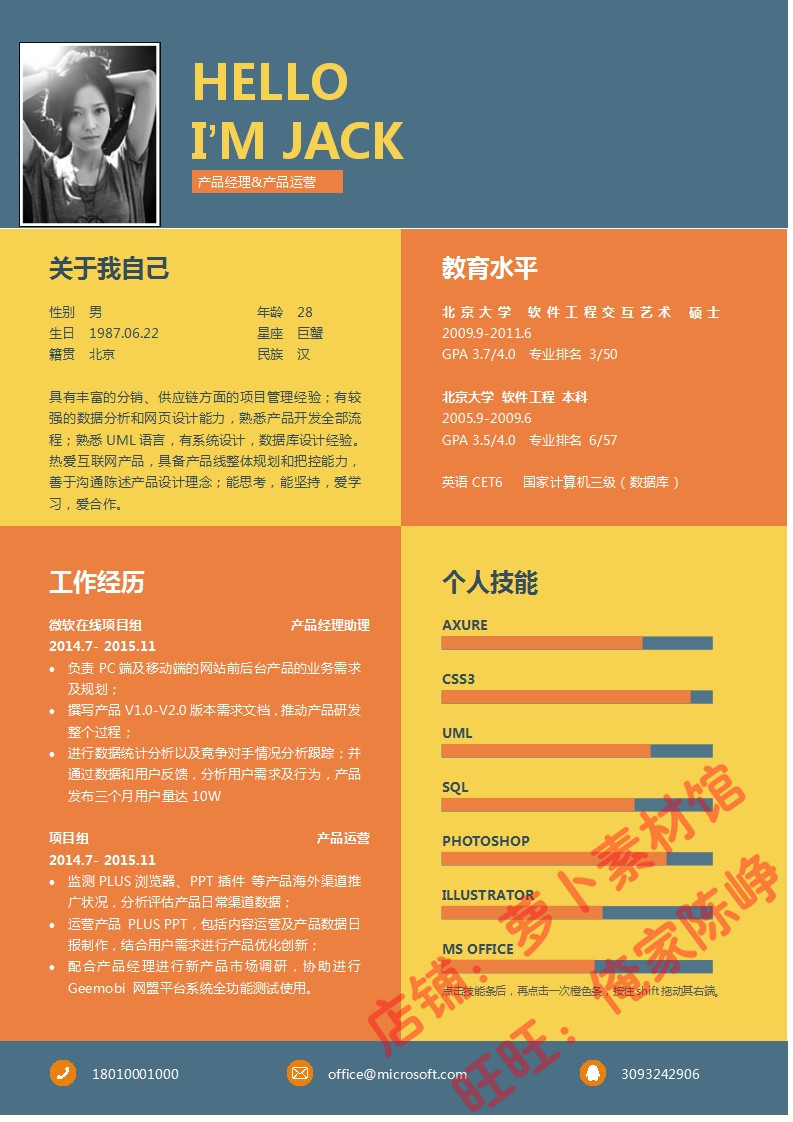 HELLO
I'M JACK
产品经理&产品运营
关于我自己
性别 男 年龄 28
生日 1987.06.22 星座 巨蟹
籍贯 北京 民族 汉
具有丰富的分销、供应链方面的项目管理经验；有较
强的数据分析和网页设计能力，熟悉产品开发全部流
程；熟悉 UML 语言，有系统设计，数据库设计经验。
热爱互联网产品，具备产品线整体规划和把控能力，
善于沟通陈述产品设计理念；能思考，能坚持，爱学
习，爱合作。
教育水平
北京大学 软件工程交互艺术 硕士
2009.9-2011.6
GPA 3.7/4.0 专业排名 3/50
北京大学 软件工程 本科
2005.9-2009.6
GPA 3.5/4.0 专业排名 6/57
英语 CET6 国家计算机三级（数据库）
工作经历
微软在线项目组 产品经理助理
2014.7- 2015.11
• 负责 PC 端及移动端的网站前后台产品的业务需求
及规划；
• 撰写产品 V1.0-V2.0 版本需求文档，推动产品研发
整个过程；
• 进行数据统计分析以及竞争对手情况分析跟踪；并
通过数据和用户反馈，分析用户需求及行为，产品
发布三个月用户量达 10W
项目组 产品运营
2014.7- 2015.11
• 监测 PLUS 浏览器、PPT 插件 等产品海外渠道推
广状况，分析评估产品日常渠道数据；
• 运营产品 PLUS PPT，包括内容运营及产品数据日
报制作，结合用户需求进行产品优化创新；
• 配合产品经理进行新产品市场调研，协助进行
Geemobi 网盟平台系统全功能测试使用。
个人技能
AXURE
CSS3
UML
SQL
PHOTOSHOP
ILLUSTRATOR
MS OFFICE
点击技能条后，再点击一次橙色条，按住 shift 拖动其右端。
店铺：萝卜素材馆
旺旺：俺家陈峥
18010001000
office@microsoft.com
3093242906